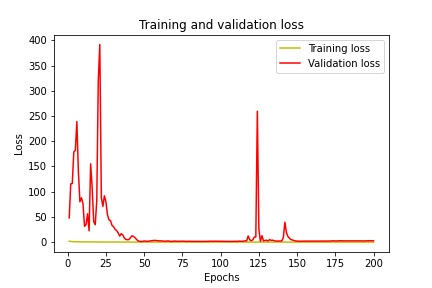 Training and validation loss
Training loss
Validation loss
400
350
300
250
200
150
100
50
0
Loss
0 25 50 75 100 125 150 175 200
Epochs